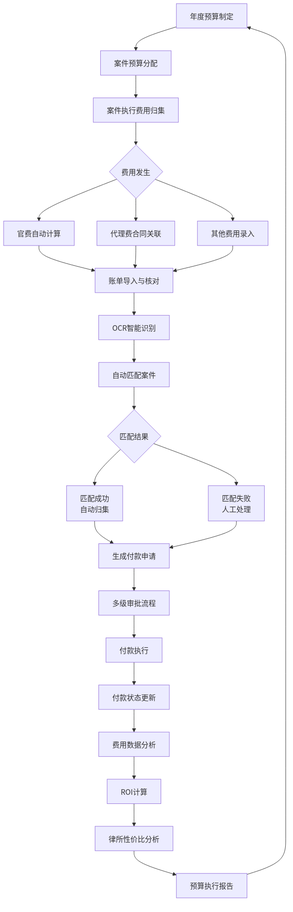 年度预算制定
案件预算分配
案件执行费用归集
费用发生
官费自动计算
代理费合同关联
其他费用录入
账单导入与核对
OCR智能识别
自动匹配案件
匹配结果
匹配成功
自动归集
匹配失败
人工处理
生成付款申请
多级审批流程
付款执行
付款状态更新
费用数据分析
ROI计算
律所性价比分析
预算执行报告